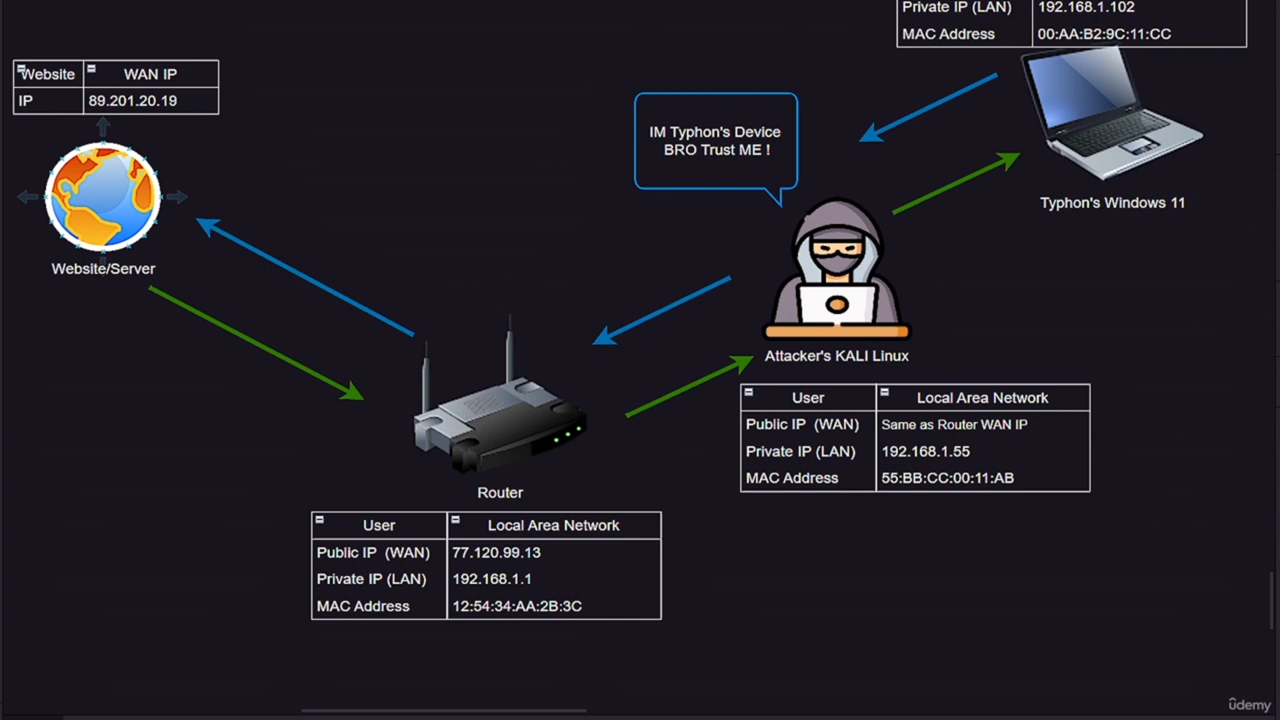 Private IP (LAN) 192.168.1.102
MAC Address 00:AA:B2:9C:11:CC
Website WAN IP
IP 89.201.20.19
IM Typhon's Device
BRO Trust ME !
Typhon's Windows 11
Website/Server
Attacker's KALI Linux
User Local Area Network
Public IP (WAN) Same as Router WAN IP
Private IP (LAN) 192.168.1.55
MAC Address 55:BB:CC:00:11:AB
Router
User Local Area Network
Public IP (WAN) 77.120.99.13
Private IP (LAN) 192.168.1.1
MAC Address 12:54:34:AA:2B:3C
ûdemy